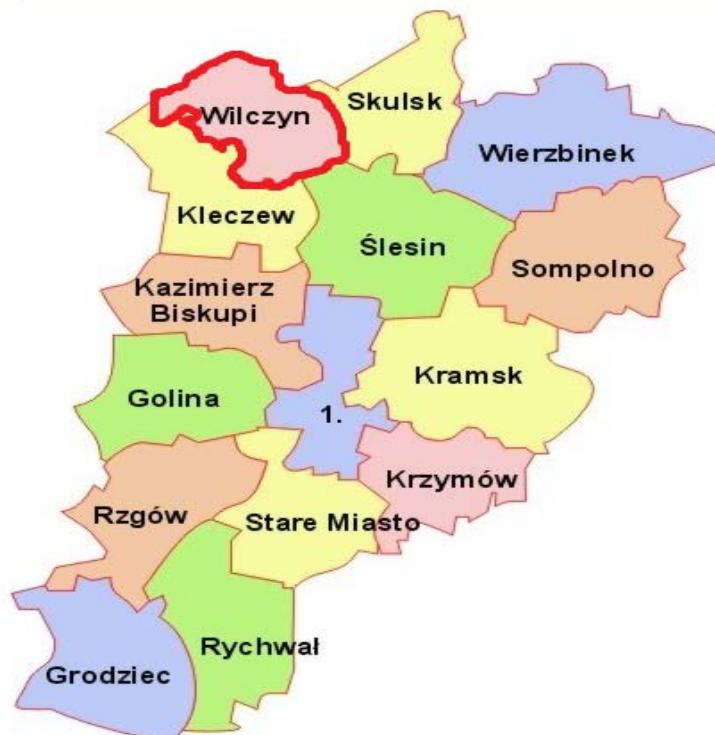 Wilczyn
Skulsk
Wierzbinek
Kleczew
Ślesin
Sompolno
Kazimierz
Biskupi
Golina
Kramsk
1.
Krzymów
Rzgów
Stare Miasto
Rychwał
Grodziec